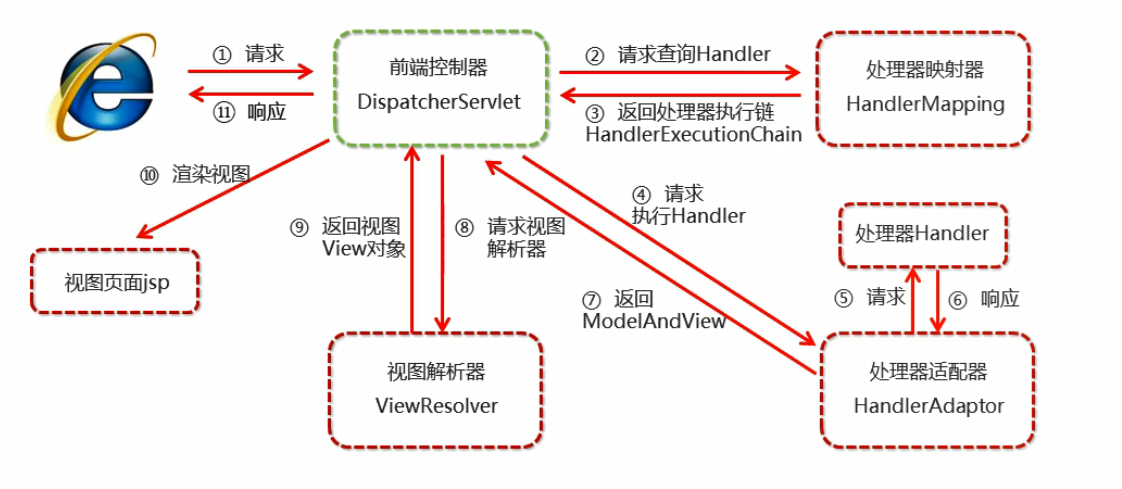 ① 请求
⑪ 响应
前端控制器
DispatcherServlet
② 请求查询Handler
③ 返回处理器执行链
HandlerExecutionChain
处理器映射器
HandlerMapping
⑩ 渲染视图
视图页面jsp
⑨ 返回视图
View对象
⑧ 请求视图
解析器
④ 请求
执行Handler
⑦ 返回
ModelAndView
处理器Handler
⑤ 请求
⑥ 响应
视图解析器
ViewResolver
处理器适配器
HandlerAdaptor